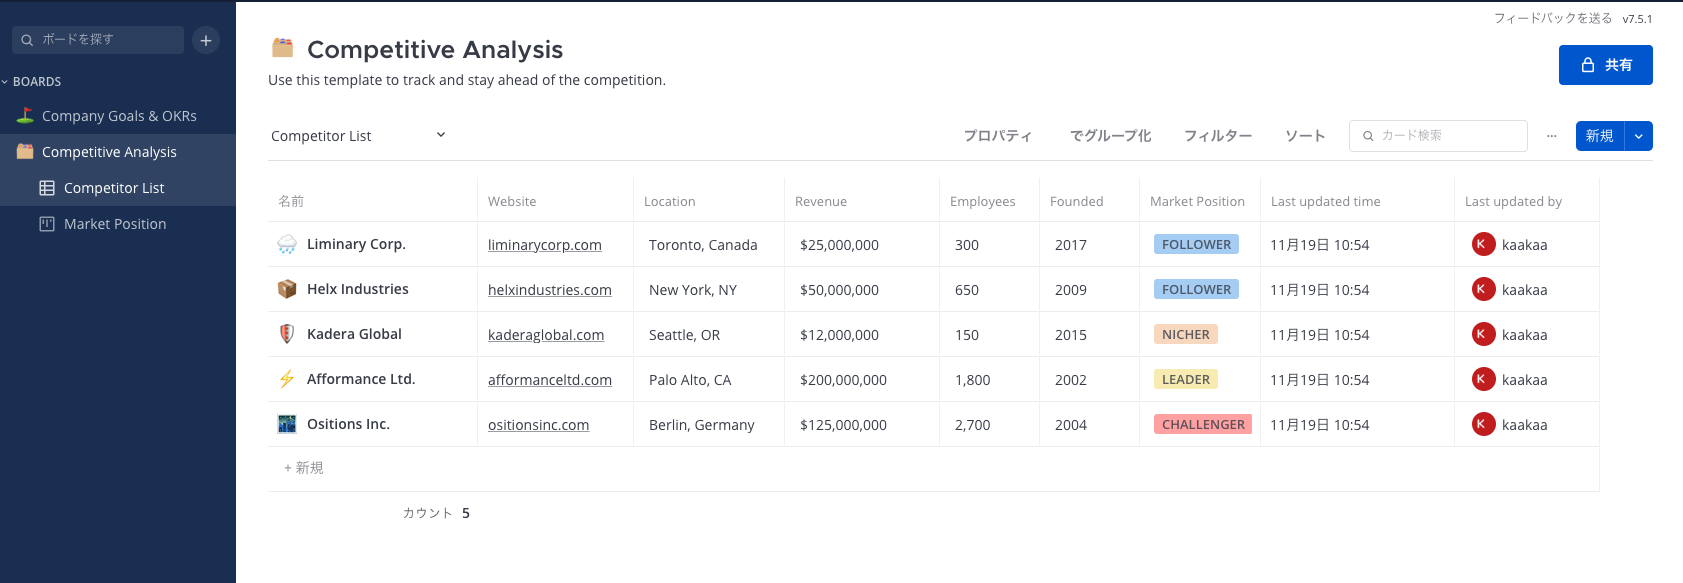 ボードを探す
BOARDS
Company Goals & OKRs
Competitive Analysis
Competitor List
Market Position
フィードバックを送る v7.5.1
Competitive Analysis
Use this template to track and stay ahead of the competition.
共有
Competitor List プロパティ でグループ化 フィルター ソート カード検索 ... 新規
名前 Website Location Revenue Employees Founded Market Position Last updated time Last updated by
Liminary Corp. liminarycorp.com Toronto, Canada $25,000,000 300 2017 FOLLOWER 11月19日 10:54 K kaakaa
Helx Industries helxindustries.com New York, NY $50,000,000 650 2009 FOLLOWER 11月19日 10:54 K kaakaa
Kadera Global kaderaglobal.com Seattle, OR $12,000,000 150 2015 NICHER 11月19日 10:54 K kaakaa
Afformance Ltd. afformanceltd.com Palo Alto, CA $200,000,000 1,800 2002 LEADER 11月19日 10:54 K kaakaa
Ositions Inc. ositionsinc.com Berlin, Germany $125,000,000 2,700 2004 CHALLENGER 11月19日 10:54 K kaakaa
+ 新規
カウント 5